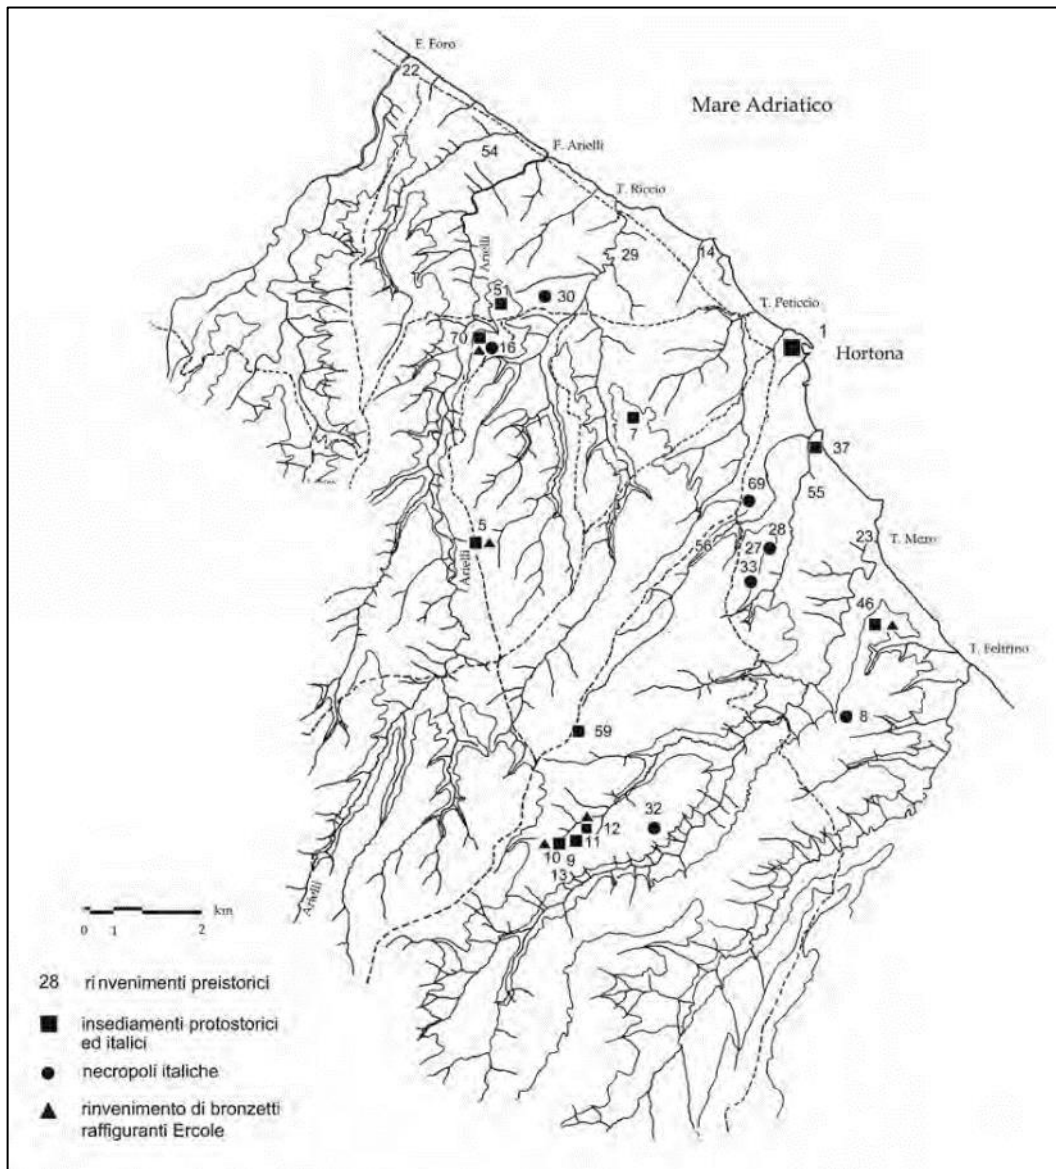 F. Foro
22
Mare Adriatico
54
F. Arielli
T. Riccio
29
14
Arielli
51
30
T. Peticcio
1
70
16
Hortona
7
37
69
55
5
28
56
27
23
T. Moro
Arielli
33
46
T. Feltrino
8
59
32
12
11
10
9
13
Arielli
km
0 1 2
28 rinvenimenti preistorici
insediamenti protostorici
ed italici
necropoli italiche
rinvenimento di bronzetti
raffiguranti Ercole